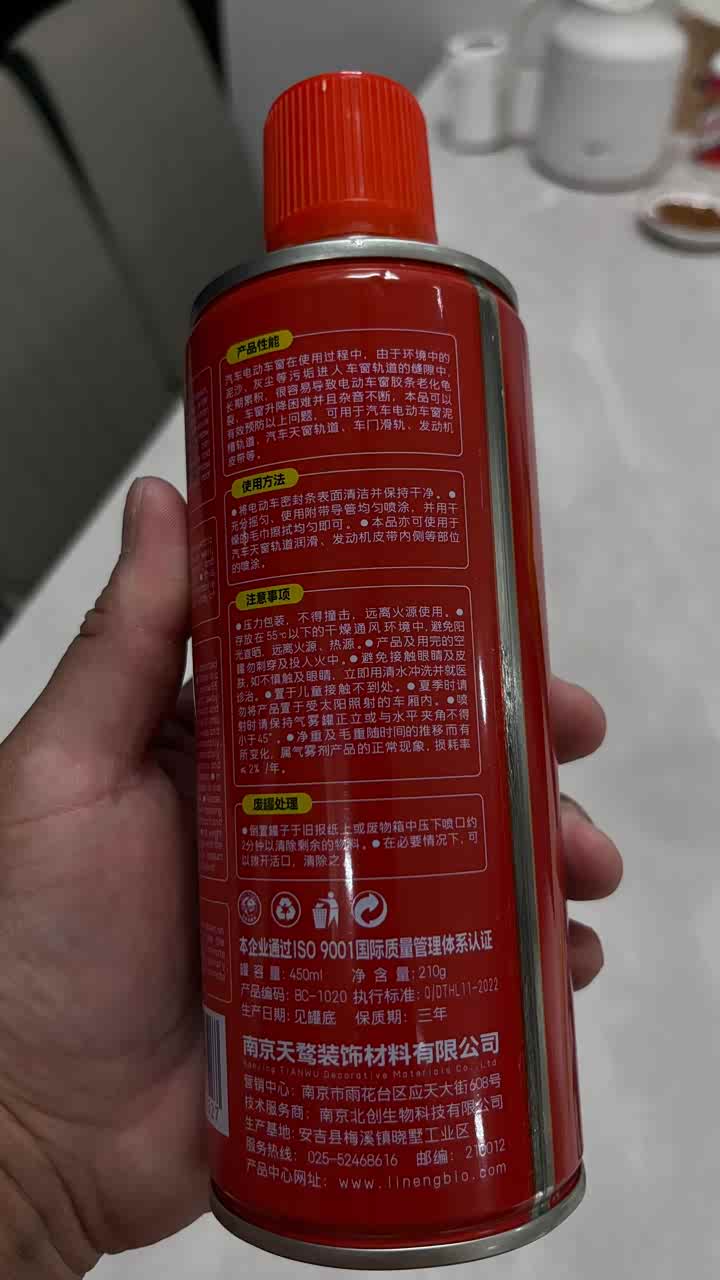 产品性能
汽车电动车窗在使用过程中，由于环境中的
泥沙、灰尘等污垢进入车窗轨道的缝隙中，
长期累积，很容易导致电动车窗胶条老化龟
裂，车窗升降困难并且杂音不断，本品可以
有效预防以上问题，可用于汽车电动车窗泥
槽轨道、汽车天窗轨道、车门滑轨、发动机
皮带等。
使用方法
●将电动车密封条表面清洁并保持干净。●
充分摇匀、使用附带导管均匀喷涂，并用干
燥的毛巾擦拭均匀即可。●本品亦可使用于
汽车天窗轨道润滑、发动机皮带内侧等部位
的喷涂。
注意事项
●压力包装，不得撞击，远离火源使用。●
存放在55℃以下的干燥通风环境中，避免阳
光直晒，远离火源、热源。●产品及用完的空
罐勿刺穿及投入火中。●避免接触眼睛及皮
肤，如不慎触及眼睛，立即用清水冲洗并就医
诊治。●置于儿童接触不到处。●夏季时请
勿将产品置于受太阳照射的车厢内。●喷
射时请保持气雾罐正立或与水平夹角不得
小于45°。●净重及毛重随时间的推移而有
所变化，属气雾剂产品的正常现象，损耗率
≤2%/年。
废罐处理
●倒置罐子于旧报纸上或废物箱中压下喷口约
2分钟以清除剩余的物料。●在必要情况下，可
以拨开活口，清除之
本企业通过ISO 9001国际质量管理体系认证
罐容量：450ml 净含量：210g
产品编码：BC-1020 执行标准：Q/DTHL11-2022
生产日期：见罐底 保质期：三年
南京天鹜装饰材料有限公司
Nanjing TIANWU Decorative Materials Co.,Ltd
营销中心：南京市雨花台区应天大街608号
技术服务商：南京北创生物科技有限公司
生产基地：安吉县梅溪镇晓墅工业区
服务热线：025-52468616 邮编：210012
产品中心网址：www.linengbio.com